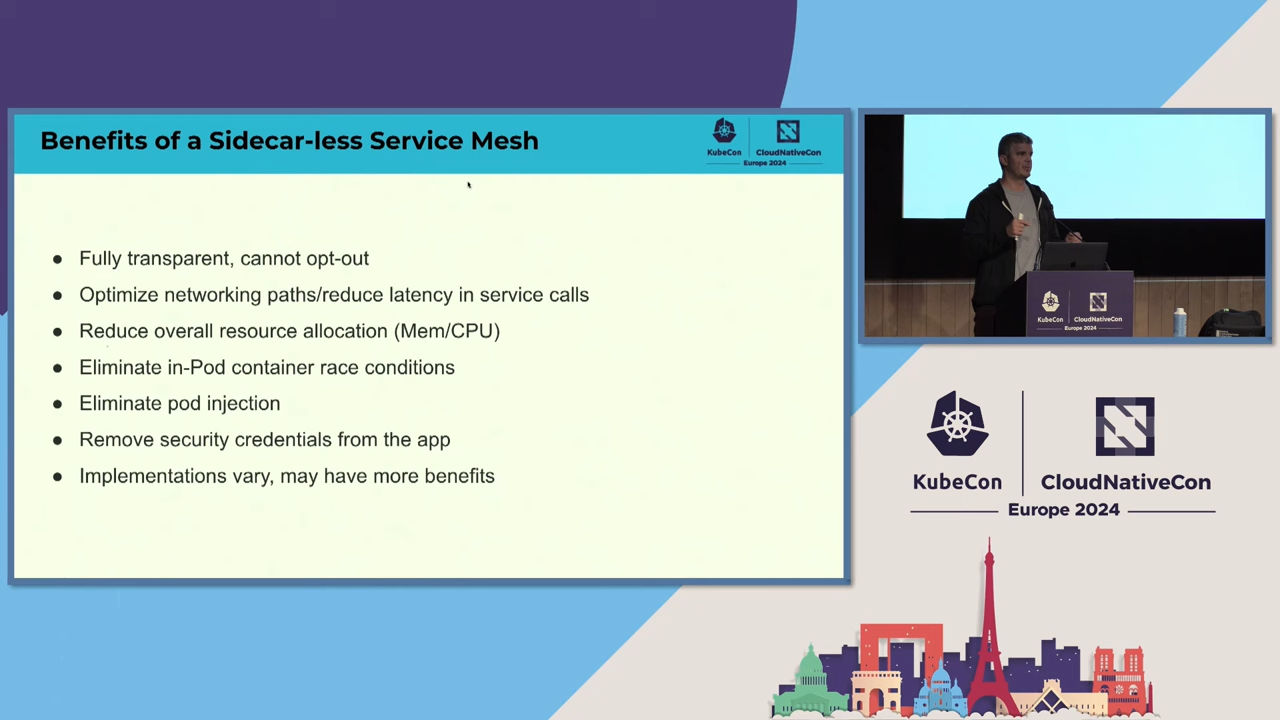 Benefits of a Sidecar-less Service Mesh
KubeCon
CloudNativeCon
Europe 2024
● Fully transparent, cannot opt-out
● Optimize networking paths/reduce latency in service calls
● Reduce overall resource allocation (Mem/CPU)
● Eliminate in-Pod container race conditions
● Eliminate pod injection
● Remove security credentials from the app
● Implementations vary, may have more benefits
KubeCon
CloudNativeCon
Europe 2024
KubeCon
CloudNativeCon
Europe 2024